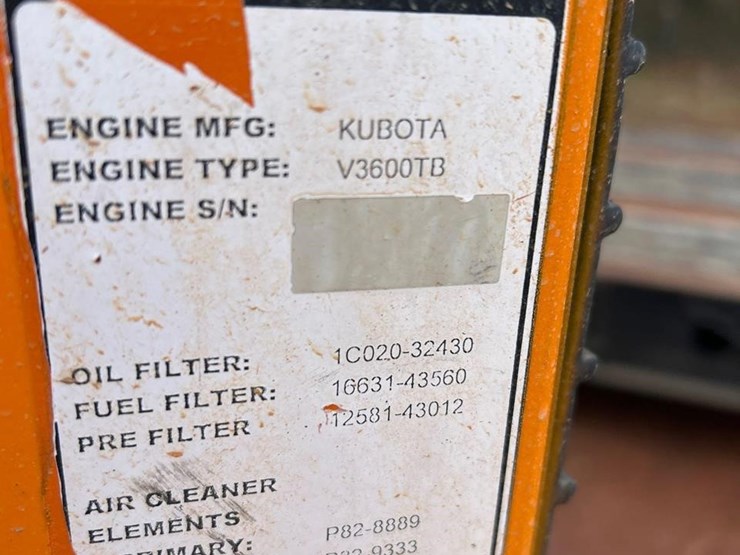 ENGINE MFG: KUBOTA
ENGINE TYPE: V3600TB
ENGINE S/N:
OIL FILTER: 1C020-32430
FUEL FILTER: 16631-43560
PRE FILTER 12581-43012
AIR CLEANER
ELEMENTS P82-8889
PRIMARY: